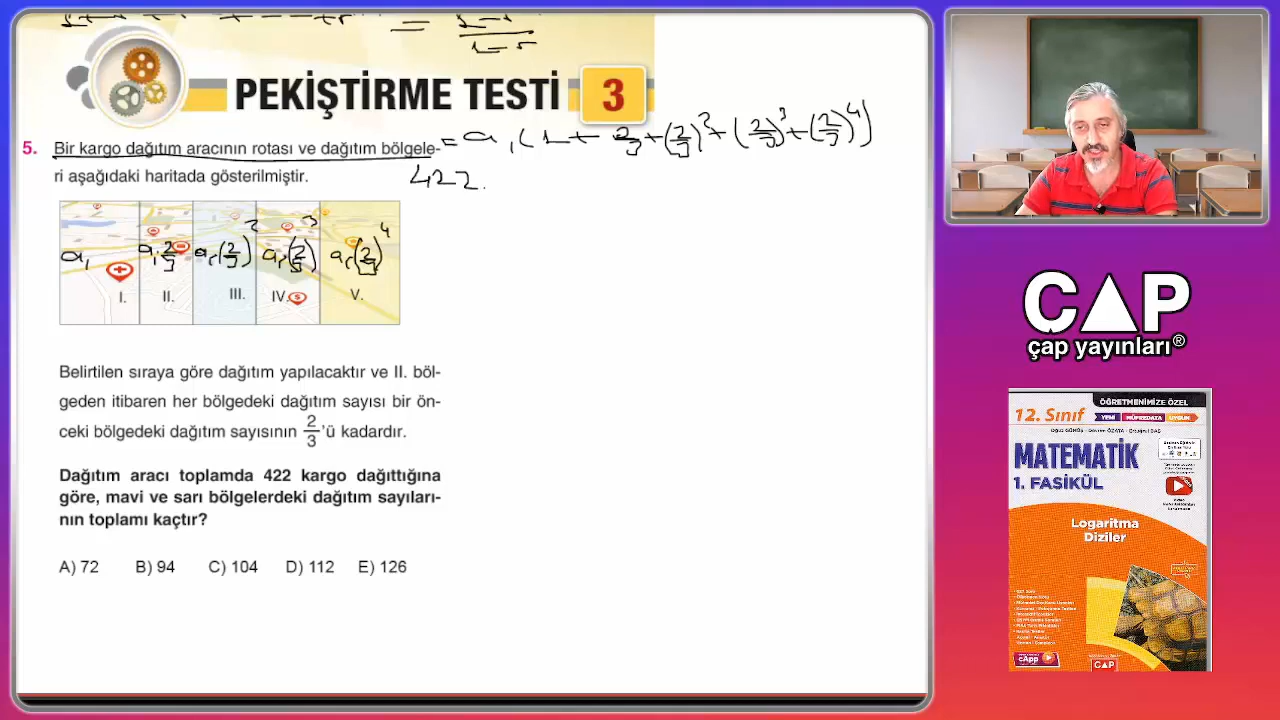 PEKİŞTİRME TESTİ 3
5. Bir kargo dağıtım aracının rotası ve dağıtım bölgele-
ri aşağıdaki haritada gösterilmiştir.
= a₁(1 + 2/3 + (2/3)² + (2/3)³ + (2/3)⁴)
422
a₁ a₁ 2/3 a₁(2/3)² a₁(2/3)³ a₁(2/3)⁴
I. II. III. IV. V.
Belirtilen sıraya göre dağıtım yapılacaktır ve II. böl-
geden itibaren her bölgedeki dağıtım sayısı bir ön-
ceki bölgedeki dağıtım sayısının 2/3 'ü kadardır.
Dağıtım aracı toplamda 422 kargo dağıttığına
göre, mavi ve sarı bölgelerdeki dağıtım sayıları-
nın toplamı kaçtır?
A) 72 B) 94 C) 104 D) 112 E) 126
ÇAP
çap yayınları®
ÖĞRETMENİMİZE ÖZEL
12. Sınıf
YENİ MÜFREDATA UYGUN
MATEMATİK
1. FASİKÜL
Logaritma
Diziler
ÇAP